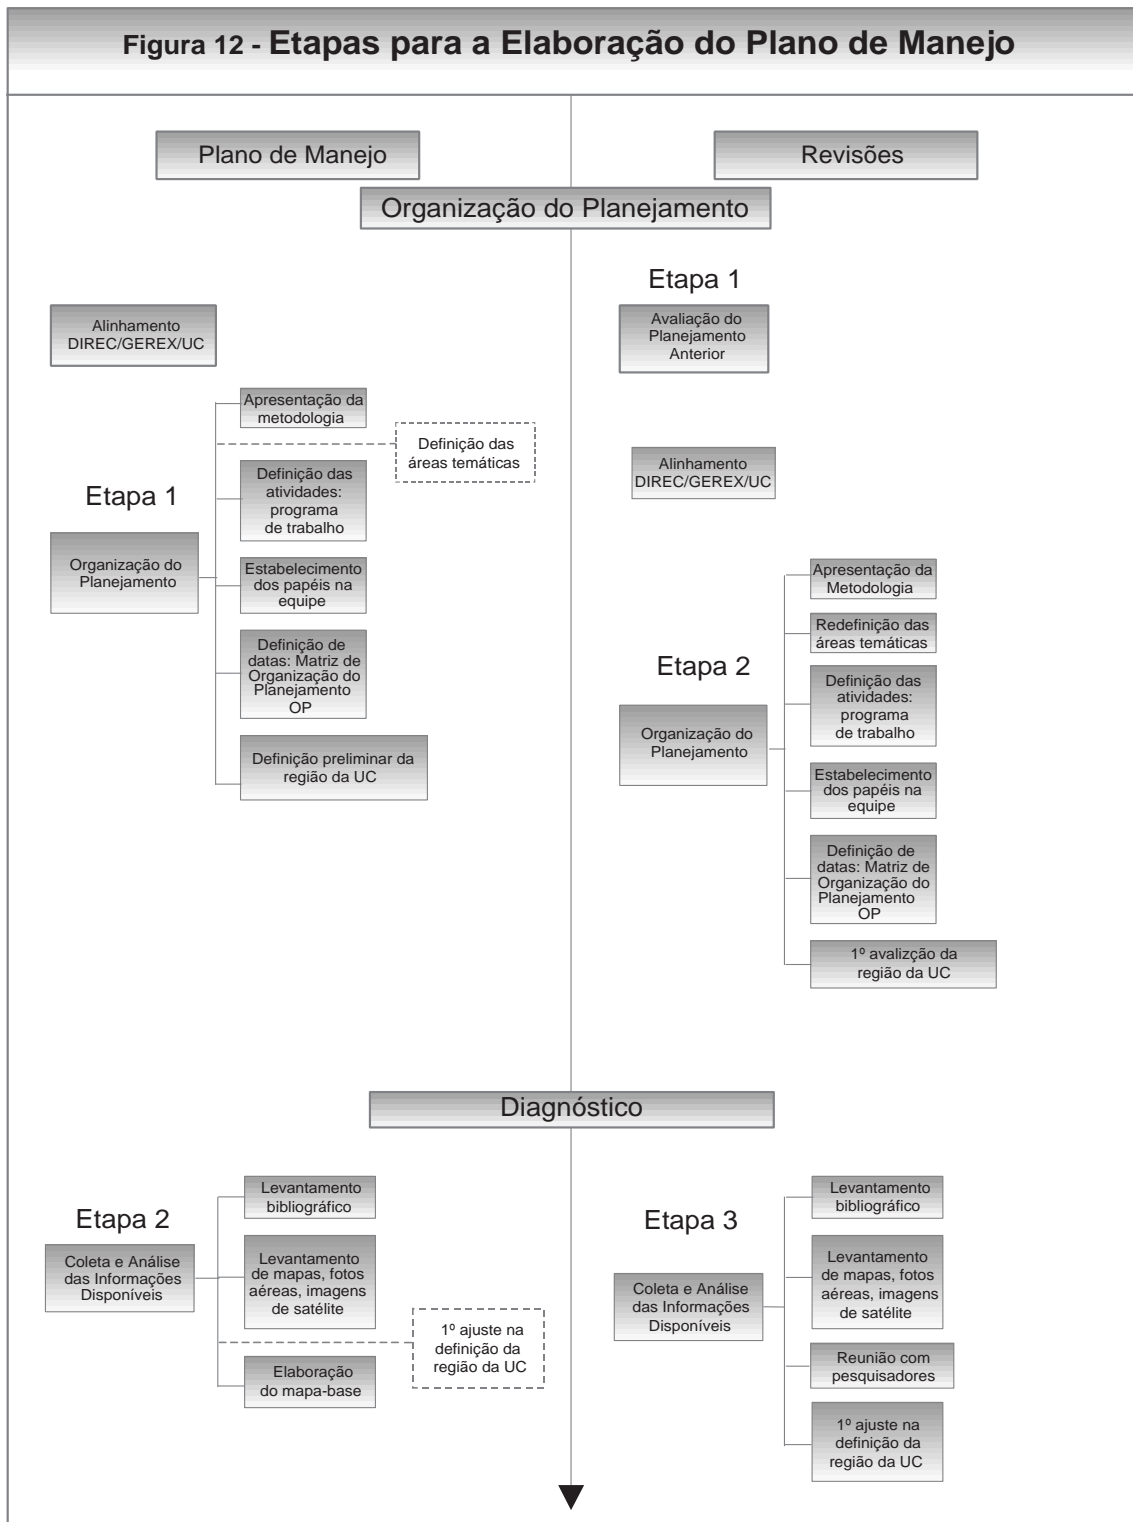 Figura 12 - Etapas para a Elaboração do Plano de Manejo
Plano de Manejo
Revisões
Organização do Planejamento
Alinhamento
DIREC/GEREX/UC
Etapa 1
Organização do
Planejamento
Apresentação da
metodologia
Definição das
áreas temáticas
Definição das
atividades:
programa
de trabalho
Estabelecimento
dos papéis na
equipe
Definição de
datas: Matriz de
Organização do
Planejamento
OP
Definição preliminar da
região da UC
Etapa 1
Avaliação do
Planejamento
Anterior
Alinhamento
DIREC/GEREX/UC
Etapa 2
Organização do
Planejamento
Apresentação da
Metodologia
Redefinição das
áreas temáticas
Definição das
atividades:
programa
de trabalho
Estabelecimento
dos papéis na
equipe
Definição de
datas: Matriz de
Organização do
Planejamento
OP
1º avalizção da
região da UC
Diagnóstico
Etapa 2
Coleta e Análise
das Informações
Disponíveis
Levantamento
bibliográfico
Levantamento
de mapas, fotos
aéreas, imagens
de satélite
1º ajuste na
definição da
região da UC
Elaboração
do mapa-base
Etapa 3
Coleta e Análise
das Informações
Disponíveis
Levantamento
bibliográfico
Levantamento
de mapas, fotos
aéreas, imagens
de satélite
Reunião com
pesquisadores
1º ajuste na
definição da
região da UC